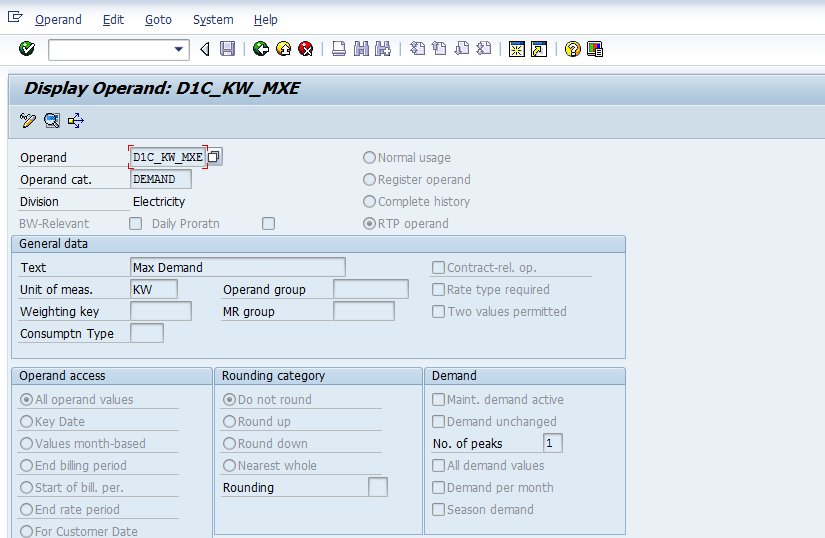 Operand Edit Goto System Help
Display Operand: D1C_KW_MXE
Operand D1C_KW_MXE Normal usage
Operand cat. DEMAND Register operand
Division Electricity Complete history
BW-Relevant Daily Proratn RTP operand
General data
Text Max Demand Contract-rel. op.
Unit of meas. KW Operand group Rate type required
Weighting key MR group Two values permitted
Consumptn Type
Operand access Rounding category Demand
All operand values Do not round Maint. demand active
Key Date Round up Demand unchanged
Values month-based Round down No. of peaks 1
End billing period Nearest whole All demand values
Start of bill. per. Rounding Demand per month
End rate period Season demand
For Customer Date